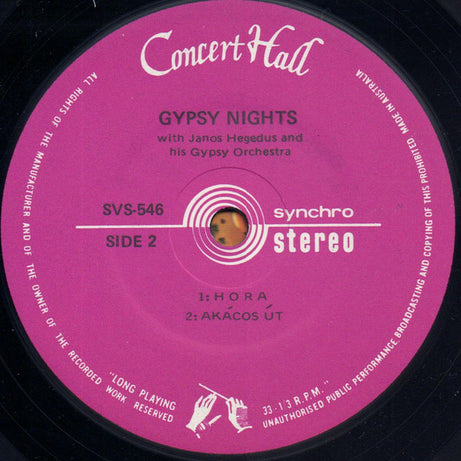 Concert Hall
GYPSY NIGHTS
with Janos Hegedus and
his Gypsy Orchestra
SVS-546
SIDE 2
synchro
stereo
1: HORA
2: AKÁCOS ÚT
"LONG PLAYING
33-1/3 R.P.M."
ALL RIGHTS OF THE MANUFACTURER AND OF THE OWNER OF THE RECORDED WORK RESERVED
UNAUTHORISED PUBLIC PERFORMANCE BROADCASTING AND COPYING OF THIS PROHIBITED MADE IN AUSTRALIA